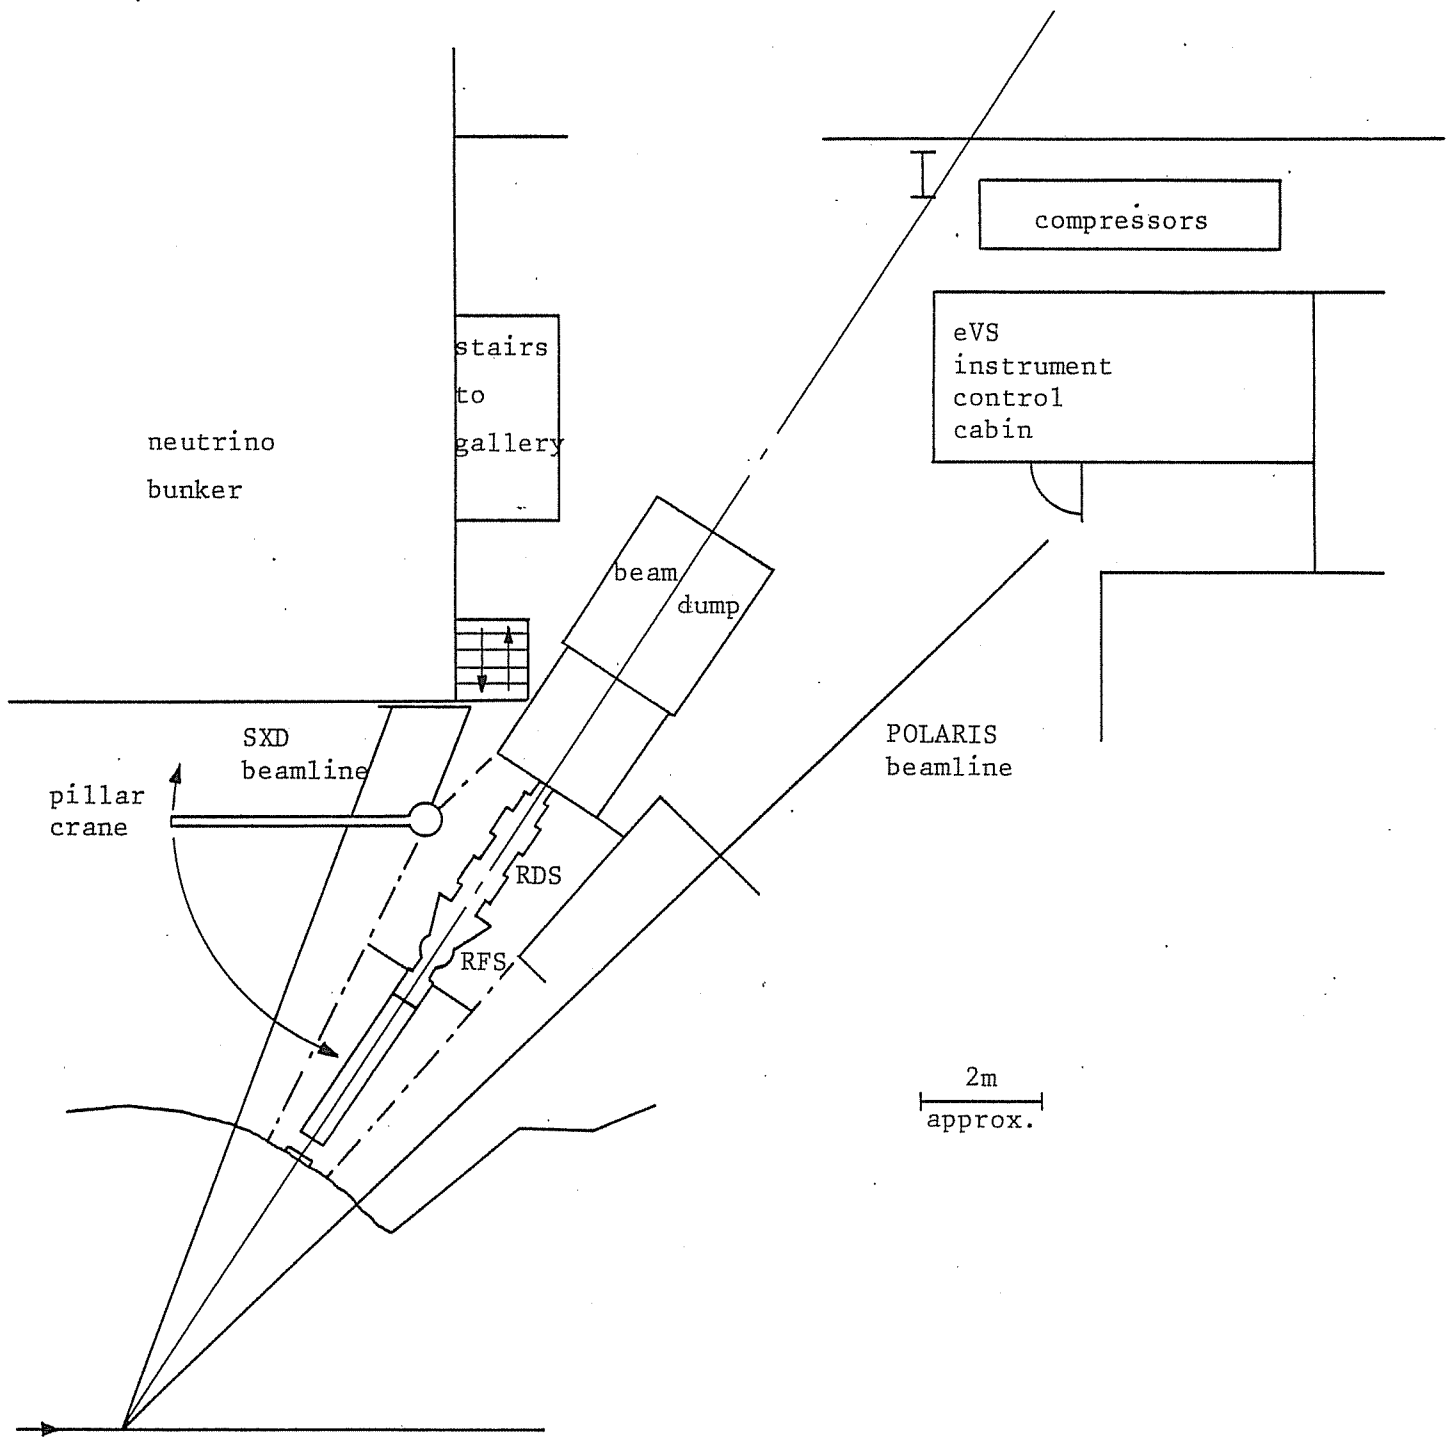 compressors
eVS
instrument
control
cabin
stairs
to
gallery
neutrino
bunker
beam
dump
SXD
beamline
POLARIS
beamline
pillar
crane
RDS
RFS
2m
approx.